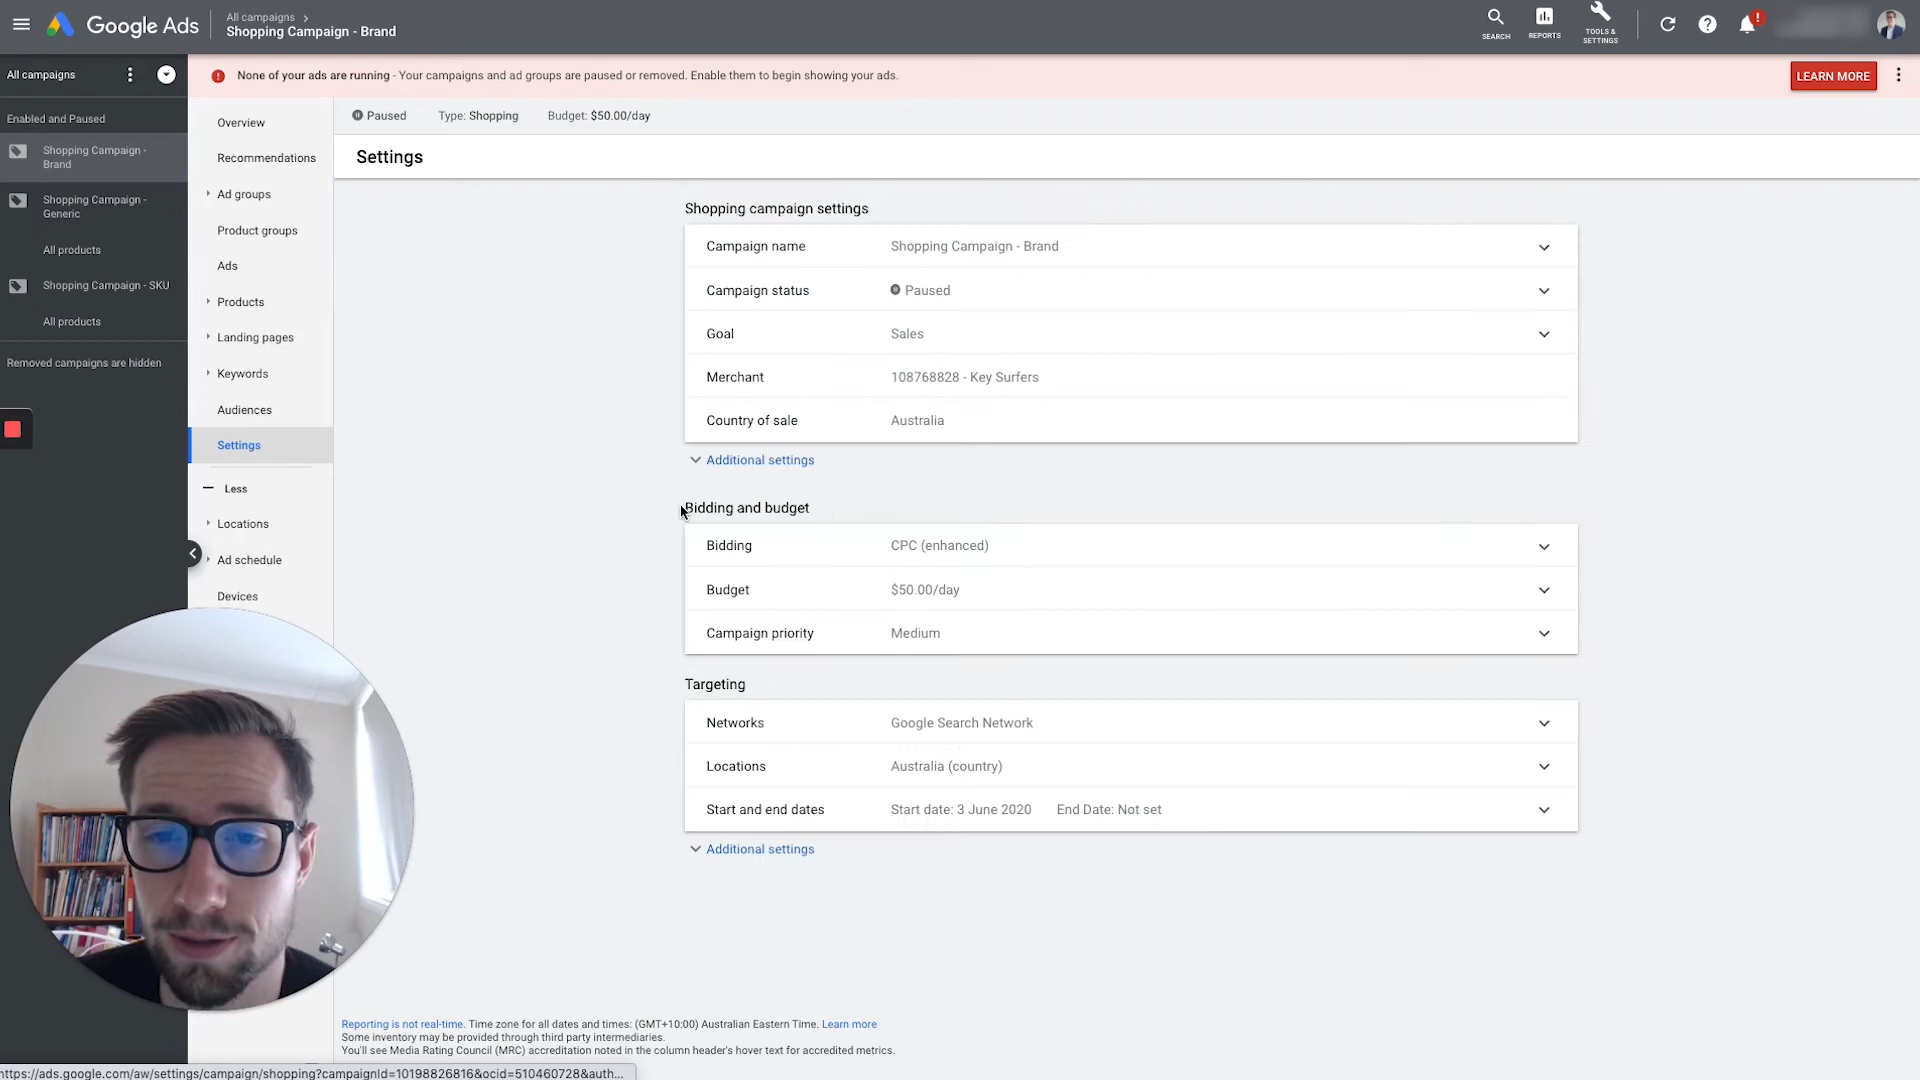 Google Ads
All campaigns
Shopping Campaign - Brand
SEARCH
REPORTS
TOOLS &
SETTINGS
!
All campaigns
None of your ads are running - Your campaigns and ad groups are paused or removed. Enable them to begin showing your ads.
LEARN MORE
Enabled and Paused
Shopping Campaign -
Brand
Shopping Campaign -
Generic
All products
Shopping Campaign - SKU
All products
Removed campaigns are hidden
Overview
Recommendations
Ad groups
Product groups
Ads
Products
Landing pages
Keywords
Audiences
Settings
Less
Locations
Ad schedule
Devices
Paused
Type: Shopping
Budget: $50.00/day
Settings
Shopping campaign settings
Campaign name Shopping Campaign - Brand
Campaign status Paused
Goal Sales
Merchant 108768828 - Key Surfers
Country of sale Australia
Additional settings
Bidding and budget
Bidding CPC (enhanced)
Budget $50.00/day
Campaign priority Medium
Targeting
Networks Google Search Network
Locations Australia (country)
Start and end dates Start date: 3 June 2020 End Date: Not set
Additional settings
Reporting is not real-time. Time zone for all dates and times: (GMT+10:00) Australian Eastern Time. Learn more
Some inventory may be provided through third party intermediaries.
You'll see Media Rating Council (MRC) accreditation noted in the column header's hover text for accredited metrics.
https://ads.google.com/aw/settings/campaign/shopping?campaignId=10198826816&ocid=510460728&auth...